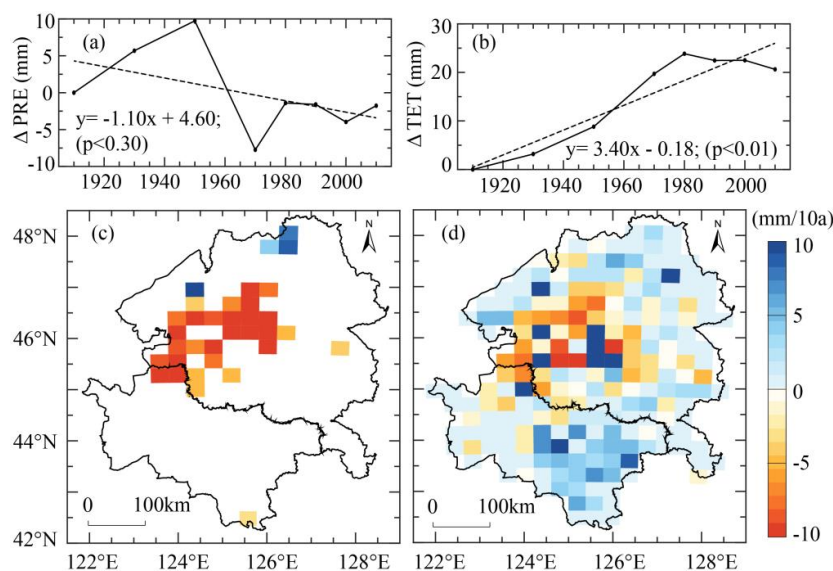 (a)
Δ PRE (mm)
10
5
0
-5
-10
y= -1.10x + 4.60;
(p<0.30)
1920 1940 1960 1980 2000
(b)
Δ TET (mm)
30
20
10
0
y= 3.40x - 0.18; (p<0.01)
1920 1940 1960 1980 2000
(c)
N
48°N
46°N
44°N
42°N
0 100km
122°E 124°E 126°E 128°E
(d)
N
0 100km
122°E 124°E 126°E 128°E
(mm/10a)
10
5
0
-5
-10